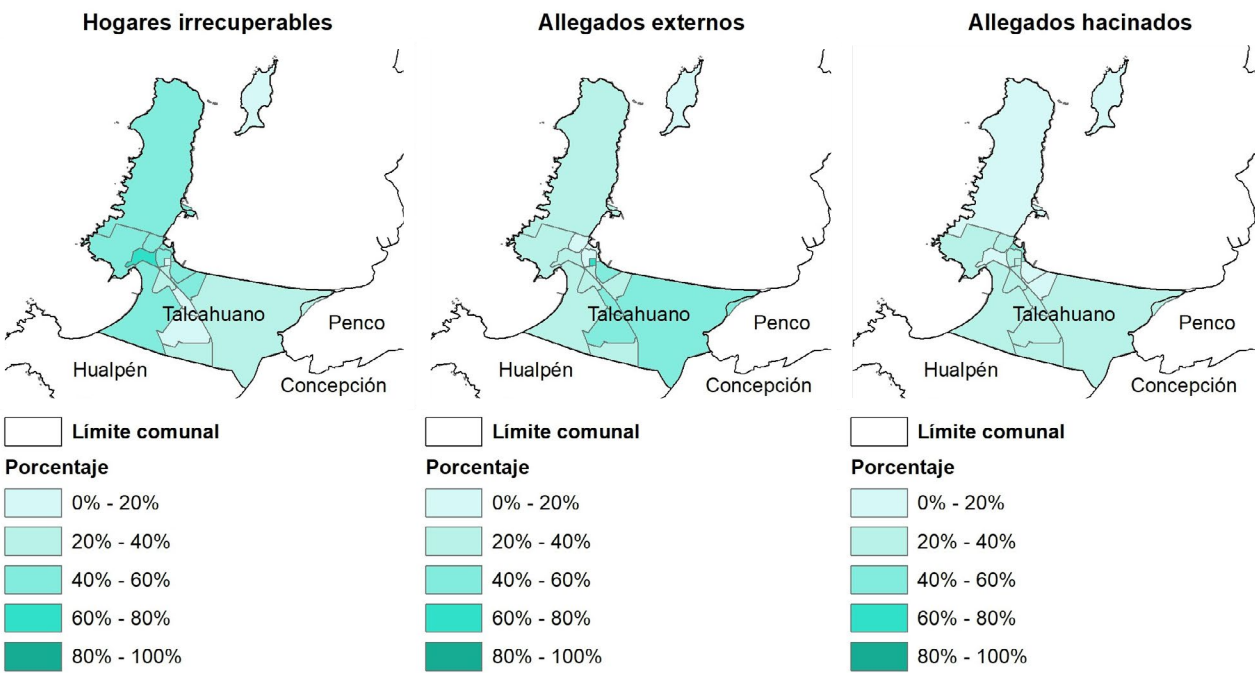 Hogares irrecuperables
Talcahuano
Penco
Hualpén
Concepción
Límite comunal
Porcentaje
0% - 20%
20% - 40%
40% - 60%
60% - 80%
80% - 100%
Allegados externos
Talcahuano
Penco
Hualpén
Concepción
Límite comunal
Porcentaje
0% - 20%
20% - 40%
40% - 60%
60% - 80%
80% - 100%
Allegados hacinados
Talcahuano
Penco
Hualpén
Concepción
Límite comunal
Porcentaje
0% - 20%
20% - 40%
40% - 60%
60% - 80%
80% - 100%